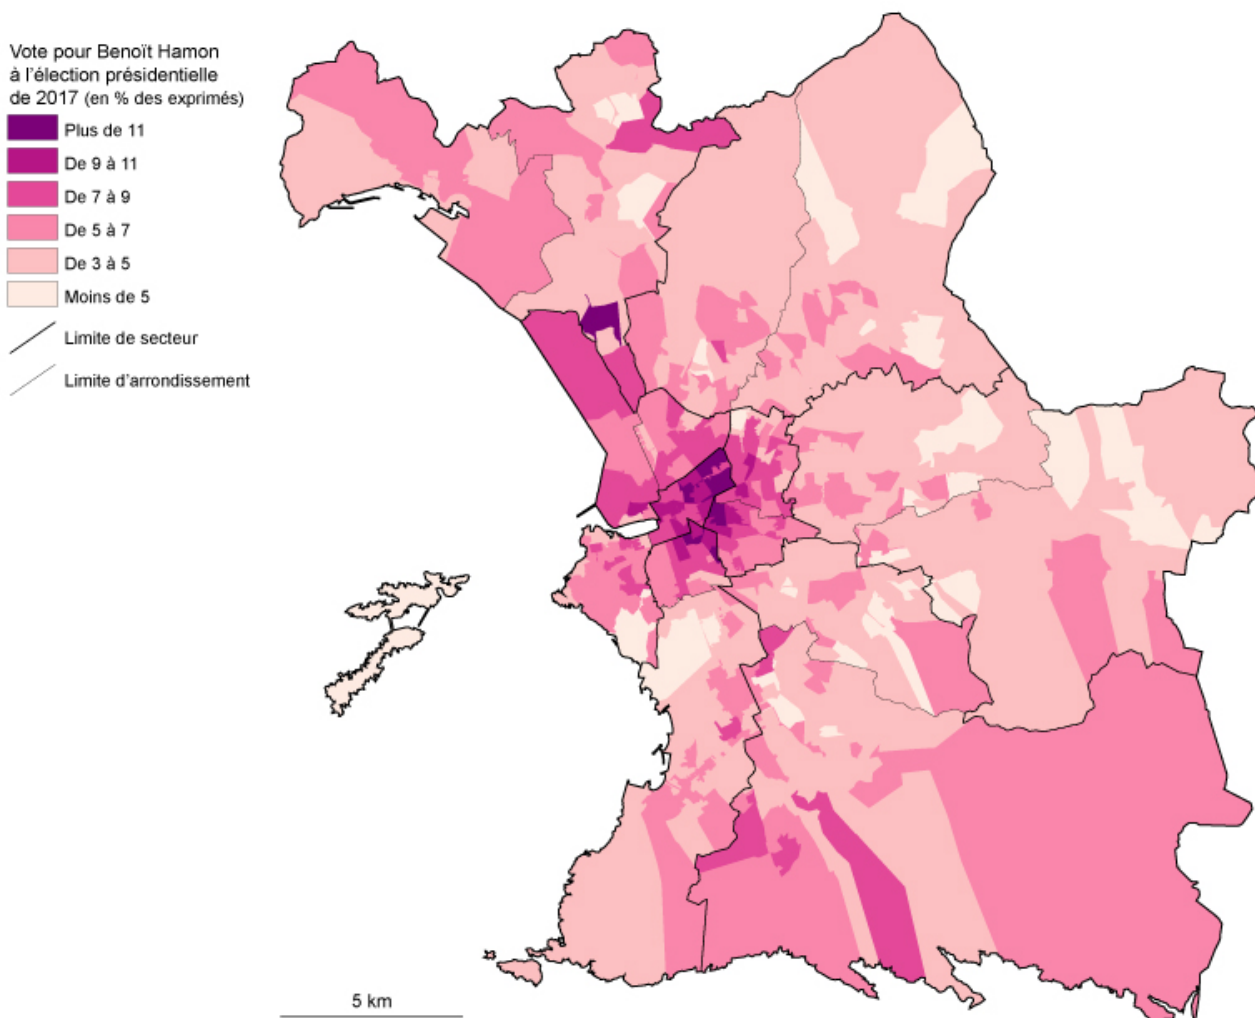 Vote pour Benoît Hamon
à l'élection présidentielle
de 2017 (en % des exprimés)
Plus de 11
De 9 à 11
De 7 à 9
De 5 à 7
De 3 à 5
Moins de 5
Limite de secteur
Limite d'arrondissement
5 km